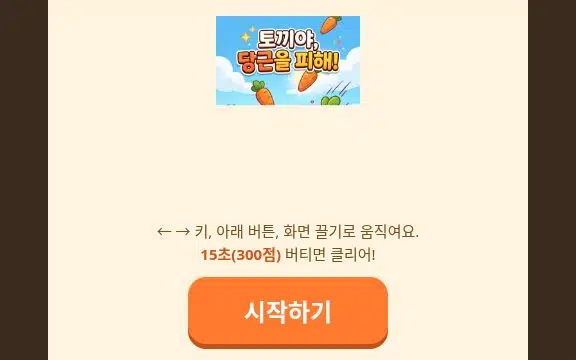 토끼야,
당근을 피해!
← → 키, 아래 버튼, 화면 끌기로 움직여요.
15초(300점) 버티면 클리어!
시작하기